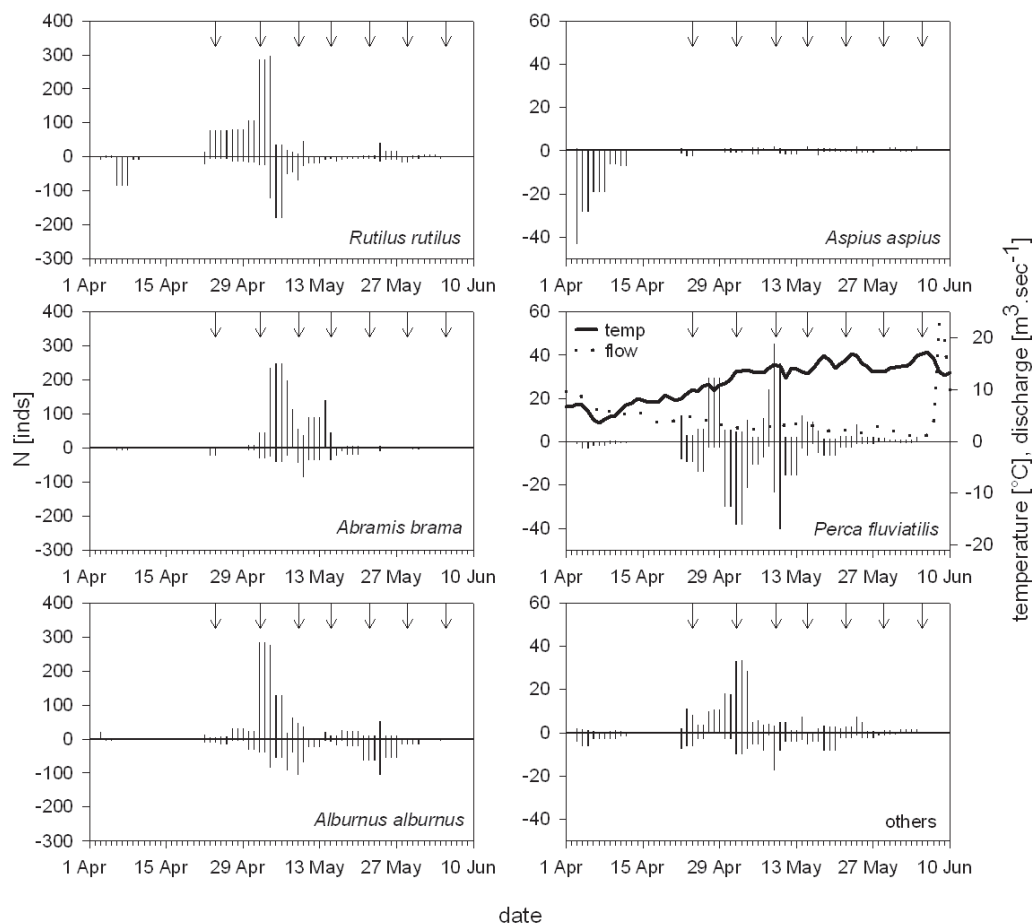 400
300
200
100
0
-100
-200
-300
Rutilus rutilus
1 Apr 15 Apr 29 Apr 13 May 27 May 10 Jun
60
40
20
0
-20
-40
Aspius aspius
1 Apr 15 Apr 29 Apr 13 May 27 May 10 Jun
N [inds]
400
300
200
100
0
-100
-200
-300
Abramis brama
1 Apr 15 Apr 29 Apr 13 May 27 May 10 Jun
60
40
20
0
-20
-40
temp
flow
Perca fluviatilis
20
10
0
-10
-20
1 Apr 15 Apr 29 Apr 13 May 27 May 10 Jun
temperature [°C], discharge [m³.sec⁻¹]
400
300
200
100
0
-100
-200
-300
Alburnus alburnus
1 Apr 15 Apr 29 Apr 13 May 27 May 10 Jun
60
40
20
0
-20
-40
others
1 Apr 15 Apr 29 Apr 13 May 27 May 10 Jun
date